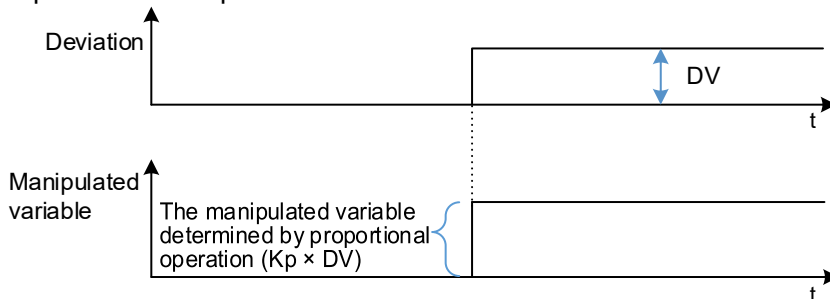 Deviation
DV
t
Manipulated
variable
The manipulated variable
determined by proportional
operation (Kp × DV)
t